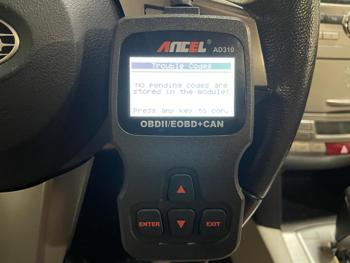 ANCEL
AD310
Trouble Codes
No pending codes are
stored in the module!
Press any key to con.
OBDII/EOBD+CAN
ENTER
EXIT